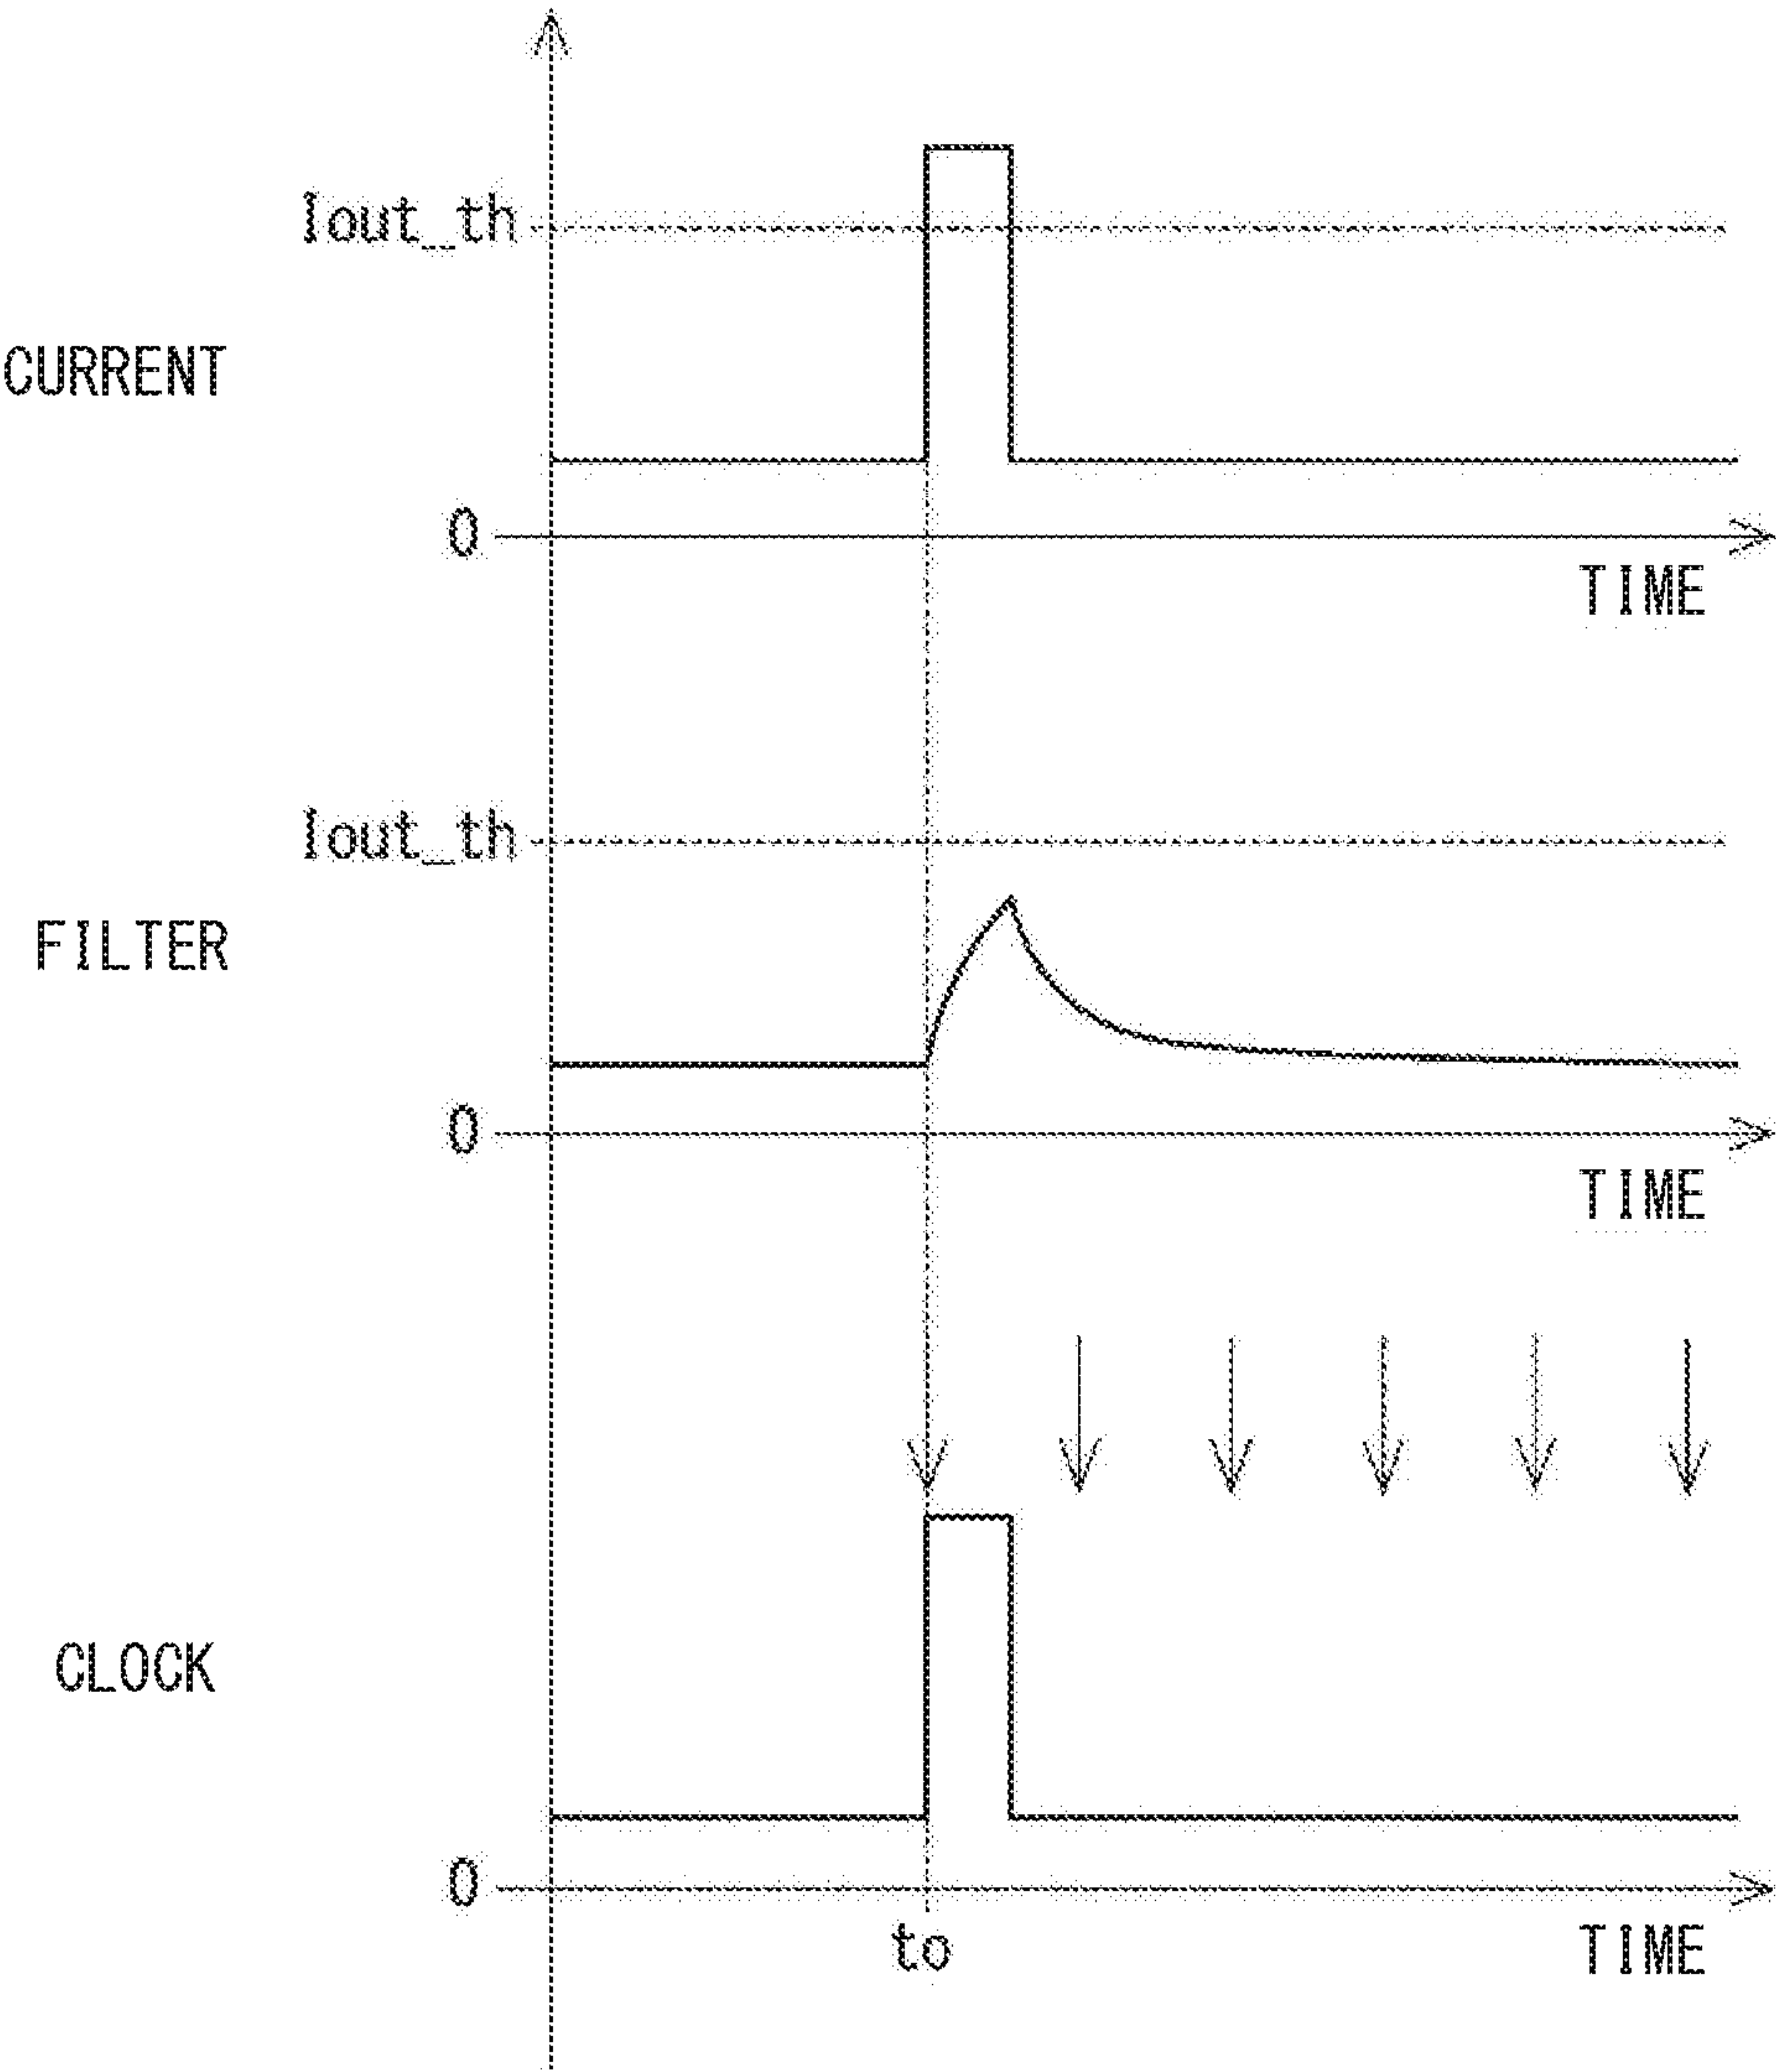 Iout_th
CURRENT
0
TIME
Iout_th
FILTER
0
TIME
CLOCK
0
to
TIME